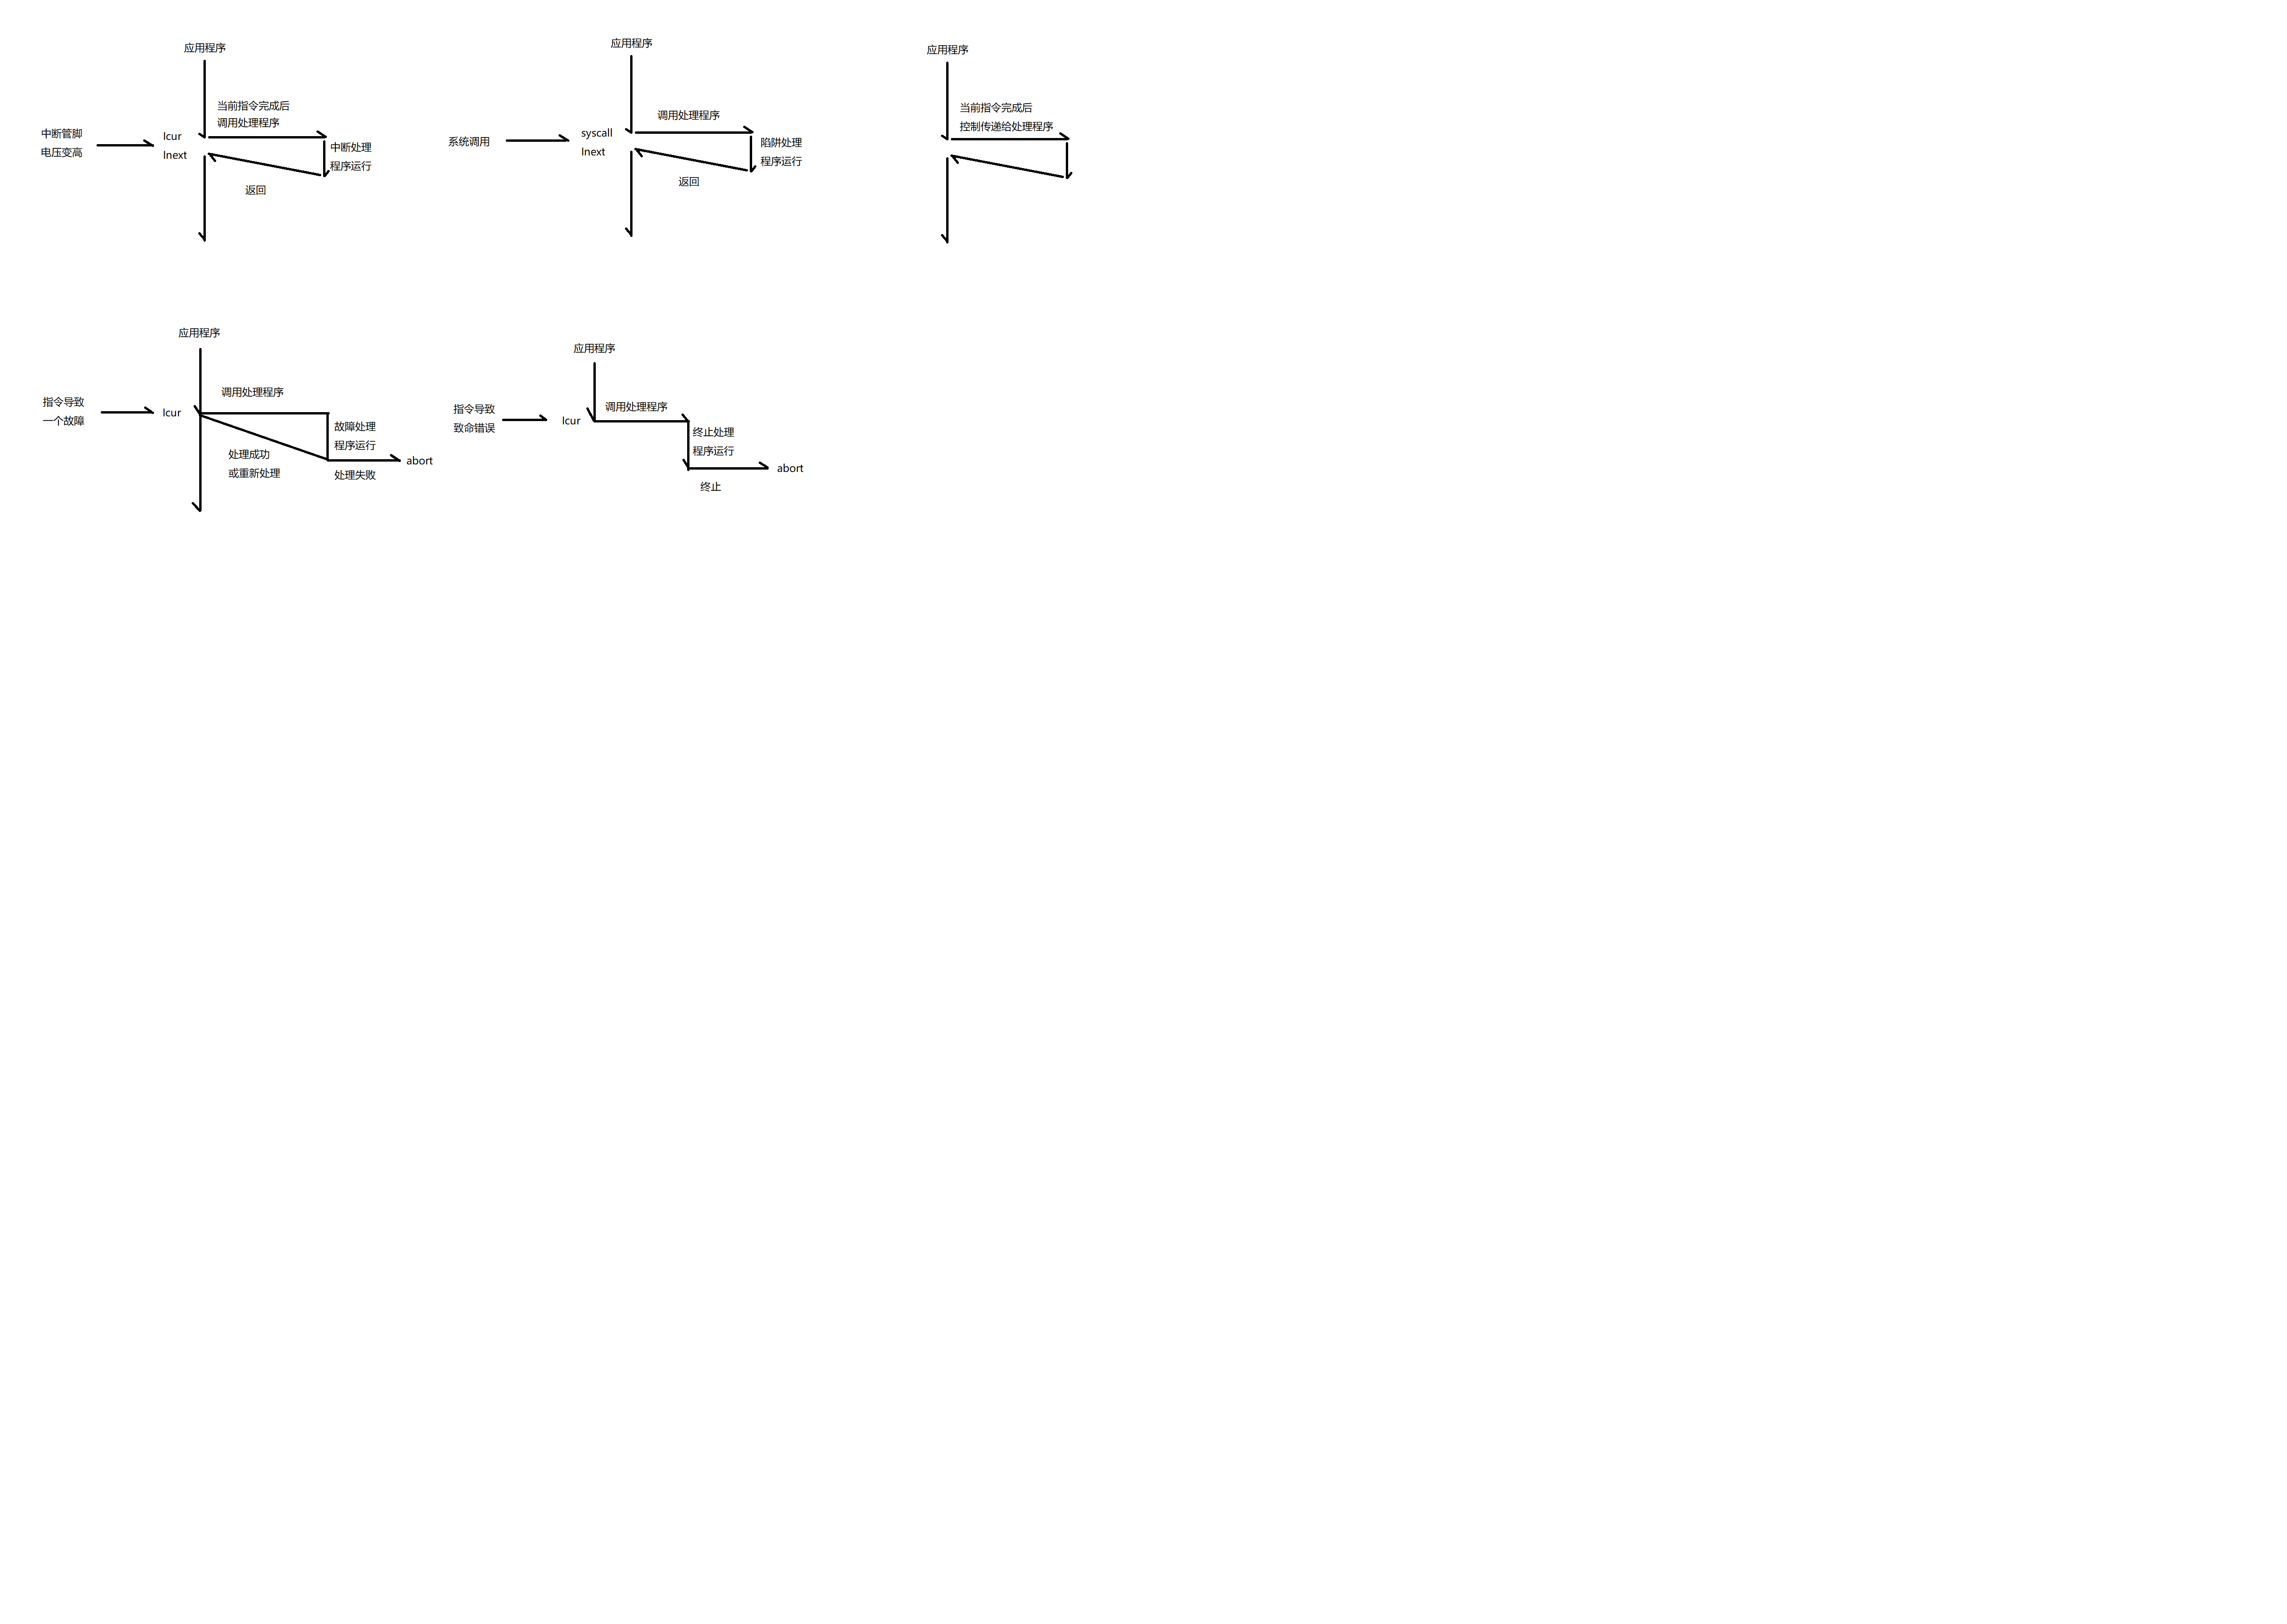 应用程序
当前指令完成后
调用处理程序
中断管脚
电压变高
lcur
lnext
中断处理
程序运行
返回
应用程序
调用处理程序
系统调用
syscall
lnext
陷阱处理
程序运行
返回
应用程序
当前指令完成后
控制传递给处理程序
应用程序
调用处理程序
指令导致
一个故障
lcur
故障处理
程序运行
处理成功
或重新处理
abort
处理失败
应用程序
调用处理程序
指令导致
致命错误
lcur
终止处理
程序运行
abort
终止